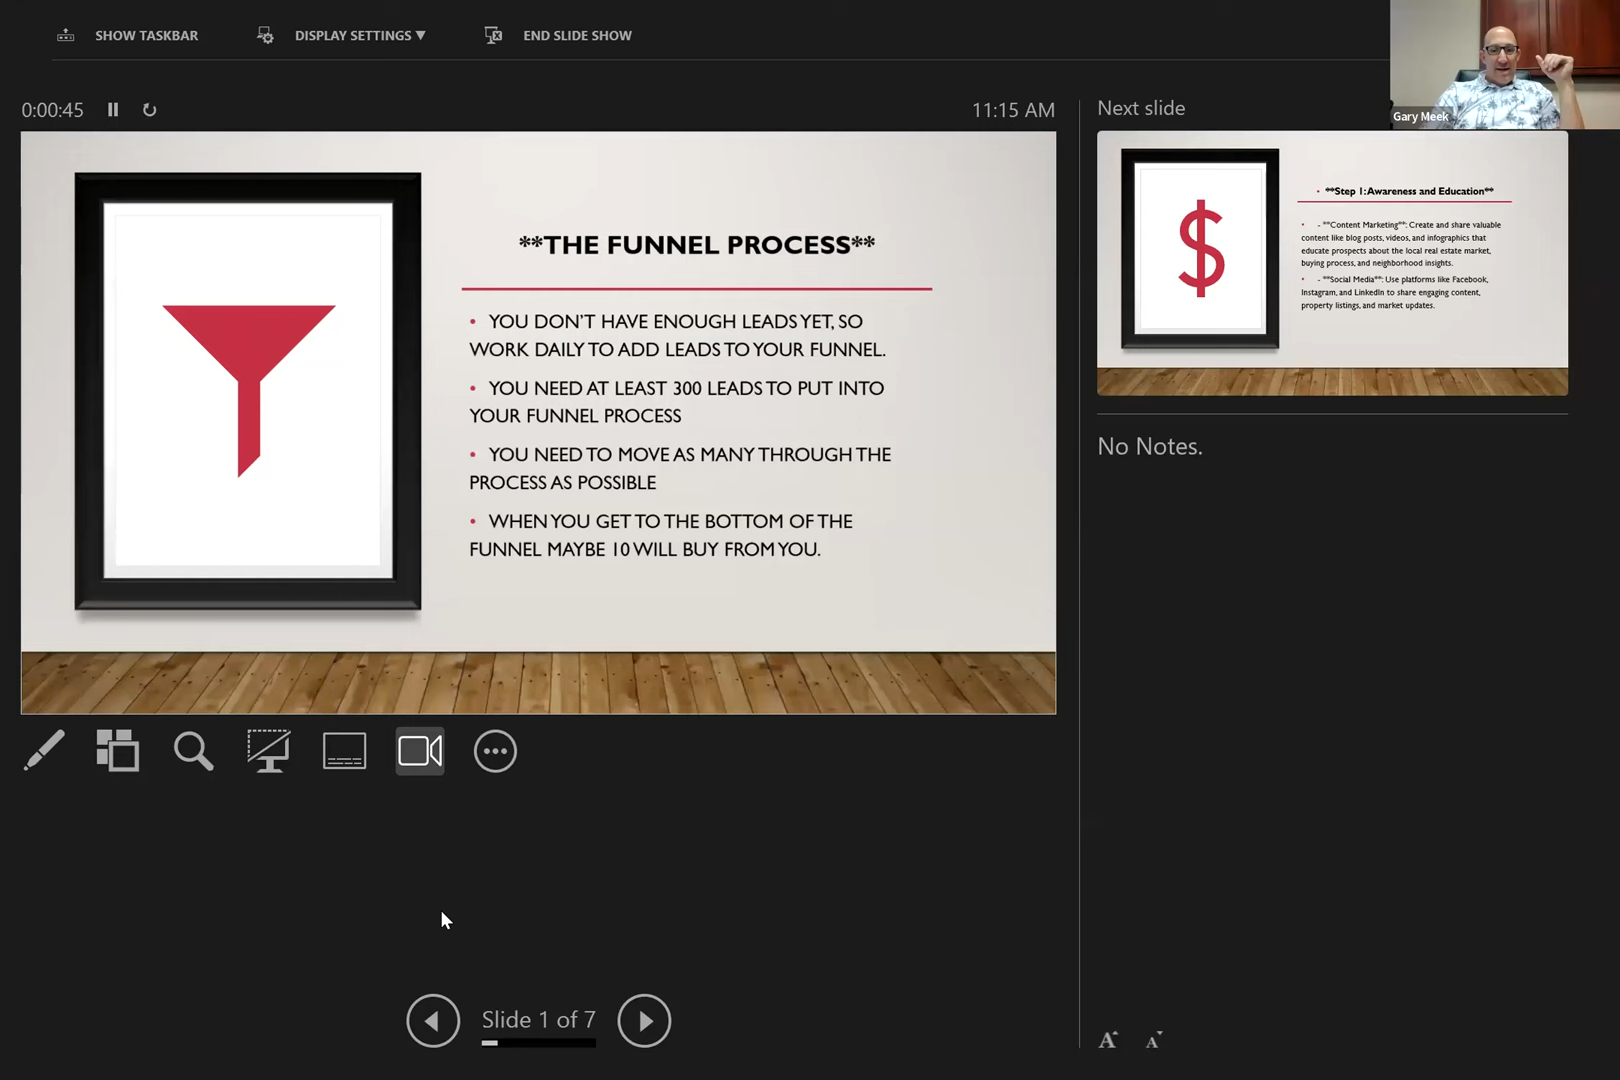 SHOW TASKBAR
DISPLAY SETTINGS ▼
END SLIDE SHOW
Gary Meek
0:00:45
11:15 AM
**THE FUNNEL PROCESS**
• YOU DON'T HAVE ENOUGH LEADS YET, SO
WORK DAILY TO ADD LEADS TO YOUR FUNNEL.
• YOU NEED AT LEAST 300 LEADS TO PUT INTO
YOUR FUNNEL PROCESS
• YOU NEED TO MOVE AS MANY THROUGH THE
PROCESS AS POSSIBLE
• WHEN YOU GET TO THE BOTTOM OF THE
FUNNEL MAYBE 10 WILL BUY FROM YOU.
Slide 1 of 7
Next slide
• **Step 1: Awareness and Education**
• - **Content Marketing**: Create and share valuable
content like blog posts, videos, and infographics that
educate prospects about the local real estate market,
buying process, and neighborhood insights.
• - **Social Media**: Use platforms like Facebook,
Instagram, and LinkedIn to share engaging content,
property listings, and market updates.
No Notes.
A A